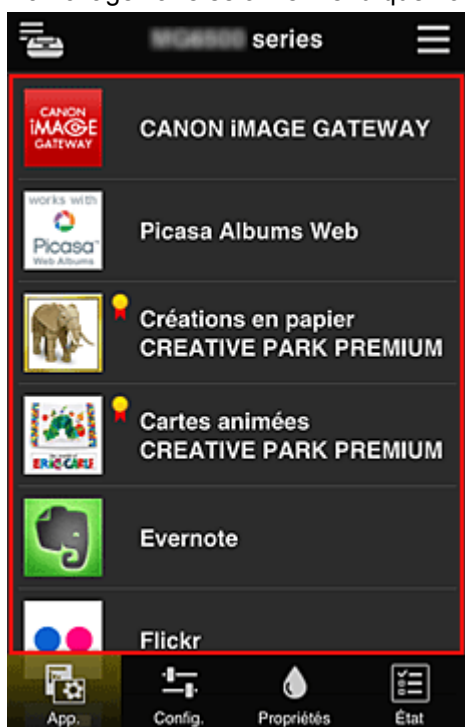 series
CANON
iMAGE
GATEWAY
CANON iMAGE GATEWAY
works with
Picasa™
Web Albums
Picasa Albums Web
Créations en papier
CREATIVE PARK PREMIUM
ERIC CARLE
Cartes animées
CREATIVE PARK PREMIUM
Evernote
Flickr
App.
Config.
Propriétés
État